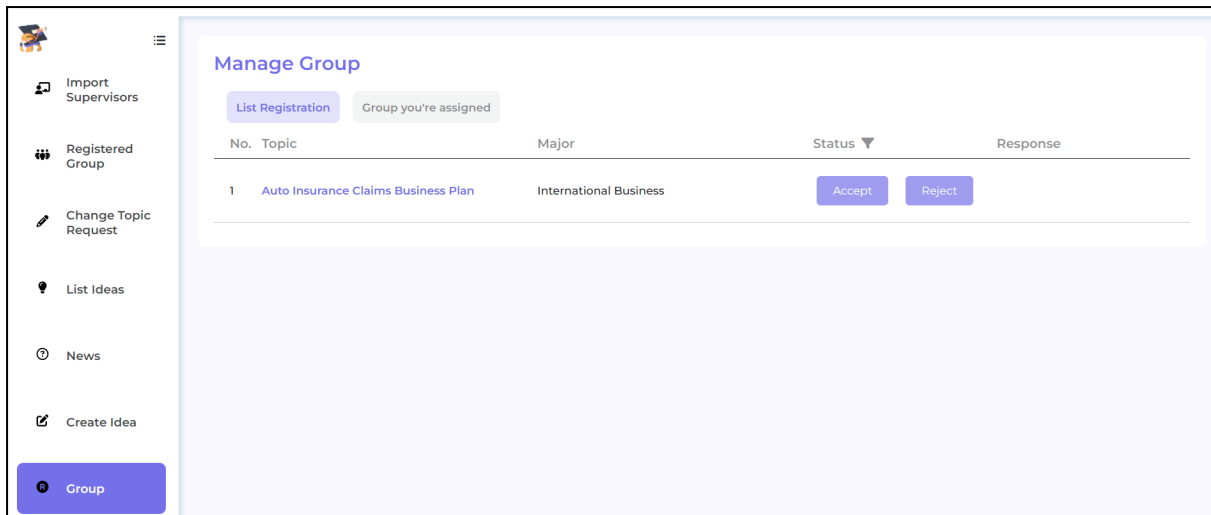 Import
Supervisors
Registered
Group
Change Topic
Request
List Ideas
News
Create Idea
R Group
Manage Group
List Registration Group you're assigned
No. Topic Major Status Response
1 Auto Insurance Claims Business Plan International Business Accept Reject